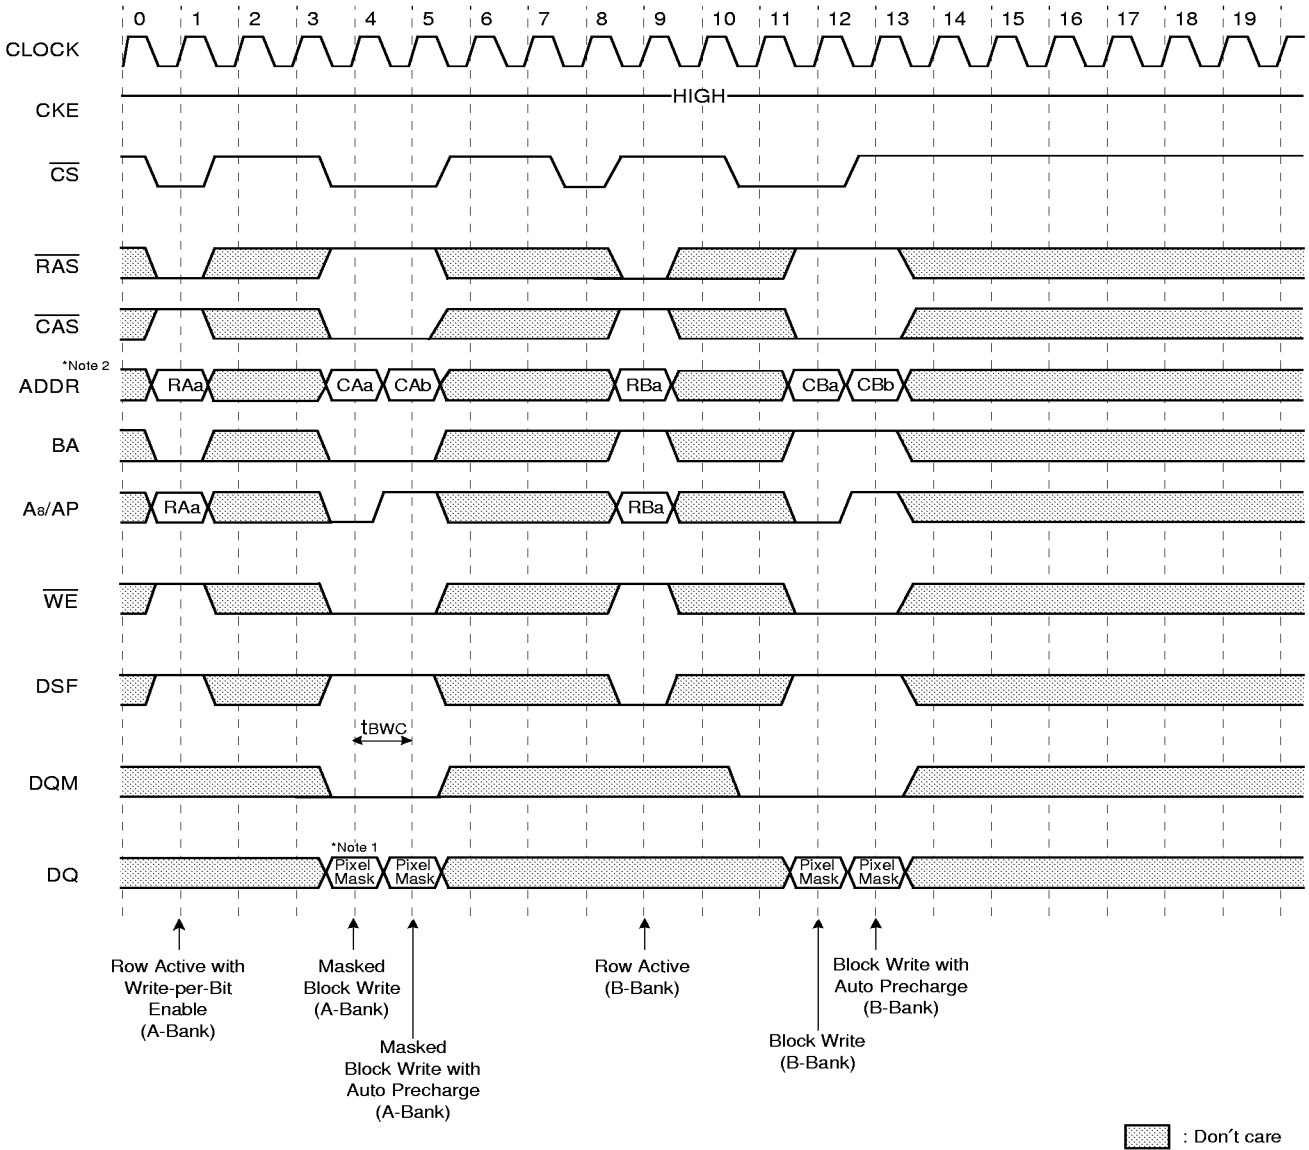 0 1 2 3 4 5 6 7 8 9 10 11 12 13 14 15 16 17 18 19
CLOCK
CKE
HIGH
CS
RAS
CAS
*Note 2
ADDR
RAa CAa CAb RBa CBa CBb
BA
A8/AP
RAa RBa
WE
DSF
tBWC
DQM
*Note 1
DQ
Pixel
Mask
Pixel
Mask
Pixel
Mask
Pixel
Mask
Row Active with
Write-per-Bit
Enable
(A-Bank)
Masked
Block Write
(A-Bank)
Masked
Block Write with
Auto Precharge
(A-Bank)
Row Active
(B-Bank)
Block Write
(B-Bank)
Block Write with
Auto Precharge
(B-Bank)
: Don't care